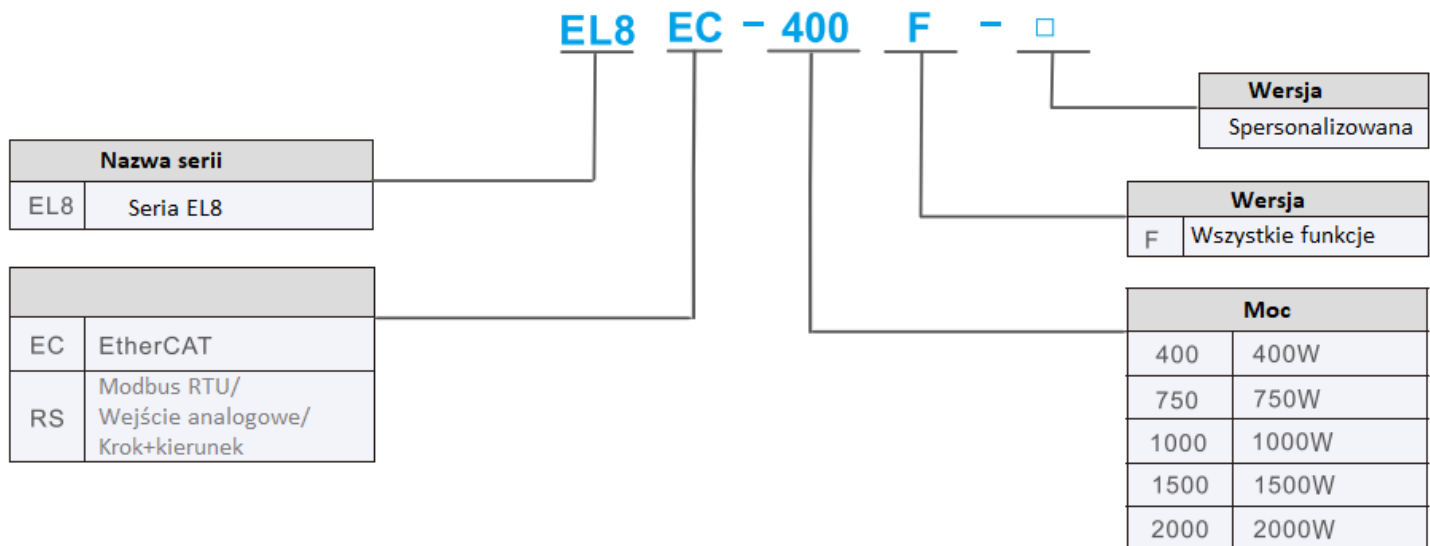 EL8 EC - 400 F - □
Wersja
Spersonalizowana
Nazwa serii
EL8 Seria EL8
Wersja
F Wszystkie funkcje
EC EtherCAT
RS Modbus RTU/
Wejście analogowe/
Krok+kierunek
Moc
400 400W
750 750W
1000 1000W
1500 1500W
2000 2000W